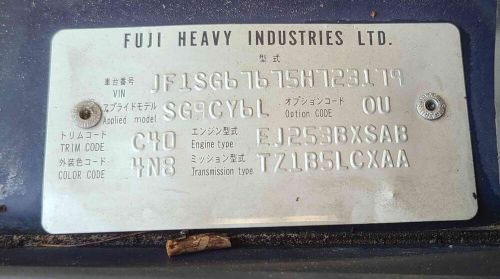 FUJI HEAVY INDUSTRIES LTD.
型式
車台番号 VIN JF1SG67675H723179
アプライドモデル Applied model SG9CY6L オプションコード Option CODE OU
トリムコード TRIM CODE C40 エンジン型式 Engine type EJ253BXSAB
外装色コード COLOR CODE 4N8 ミッション型式 Transmission type TZ1B5LCXAA